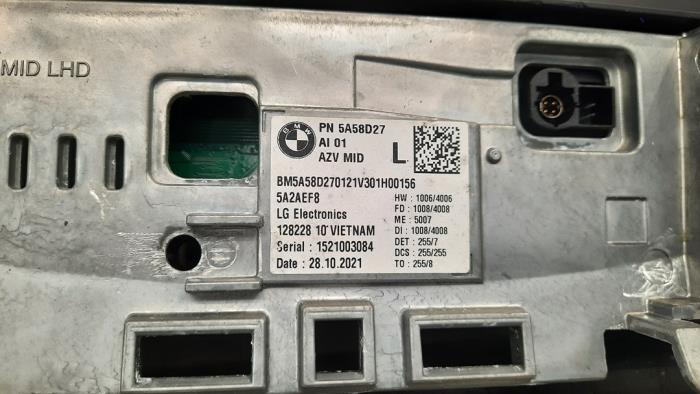 MID LHD
BMW
PN 5A58D27
AI 01
AZV MID
L
BM5A58D270121V301H00156
5A2AEF8
LG Electronics
128228 10 VIETNAM
Serial : 1521003084
Date : 28.10.2021
HW : 1006/4006
FD : 1008/4008
ME : 5007
DI : 1008/4008
DET : 255/7
DCS : 255/255
TO : 255/8